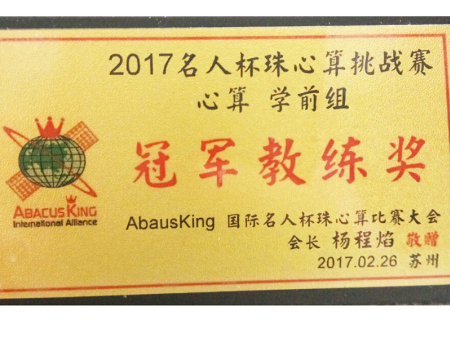 2017名人杯珠心算挑战赛
心算 学前组
冠军教练奖
ABACUSKING
International Alliance
AbausKing 国际名人杯珠心算比赛大会
会长 杨程焰 敬赠
2017.02.26 苏州